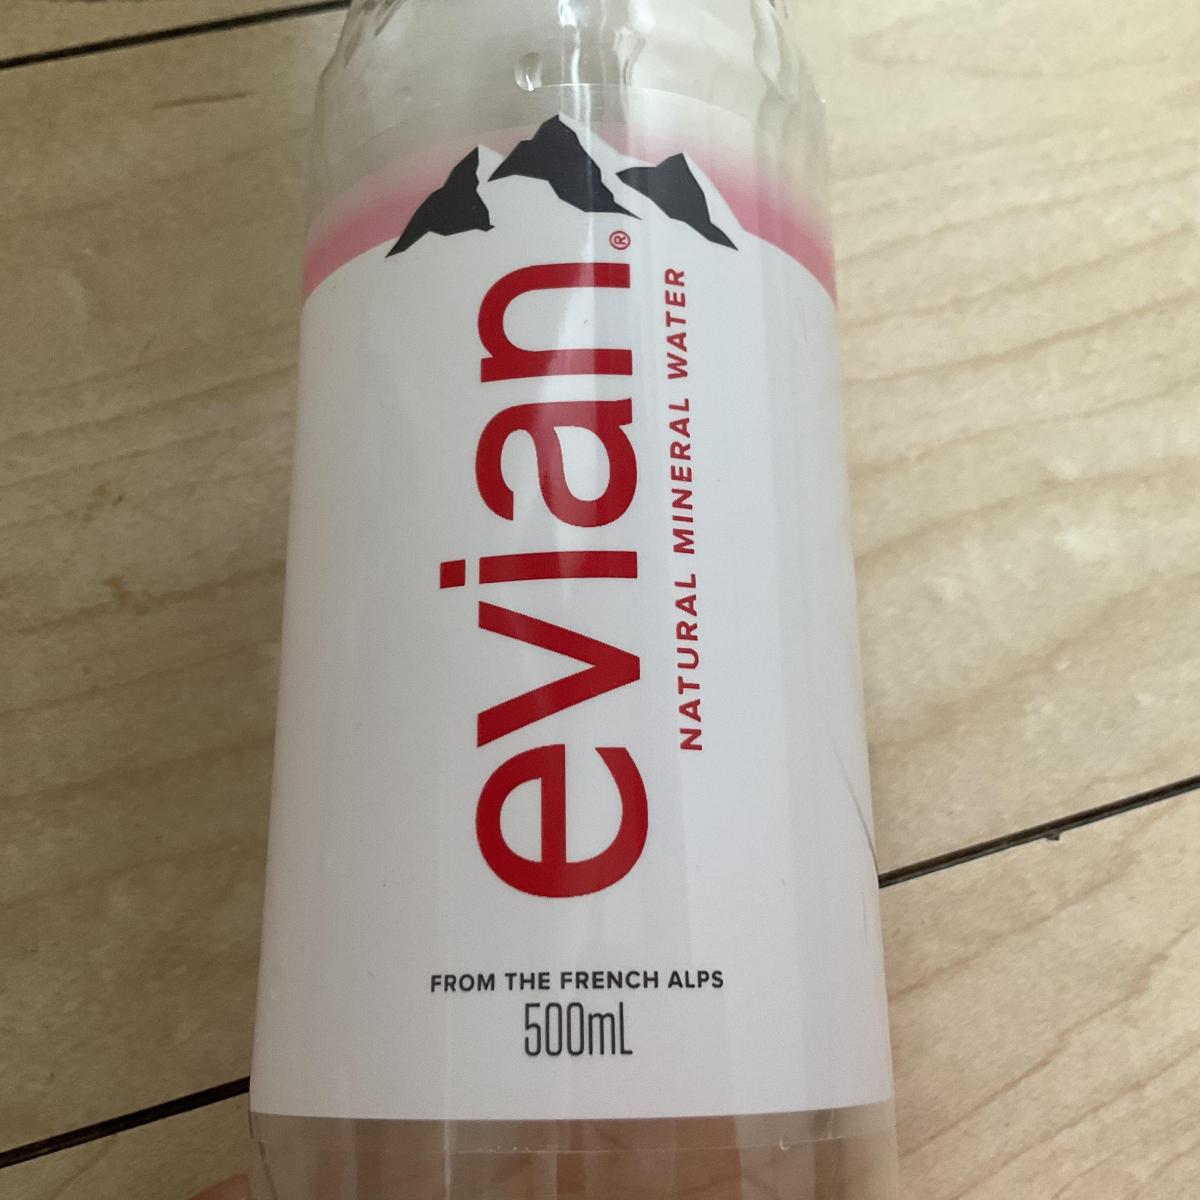 evian®
NATURAL MINERAL WATER
FROM THE FRENCH ALPS
500mL